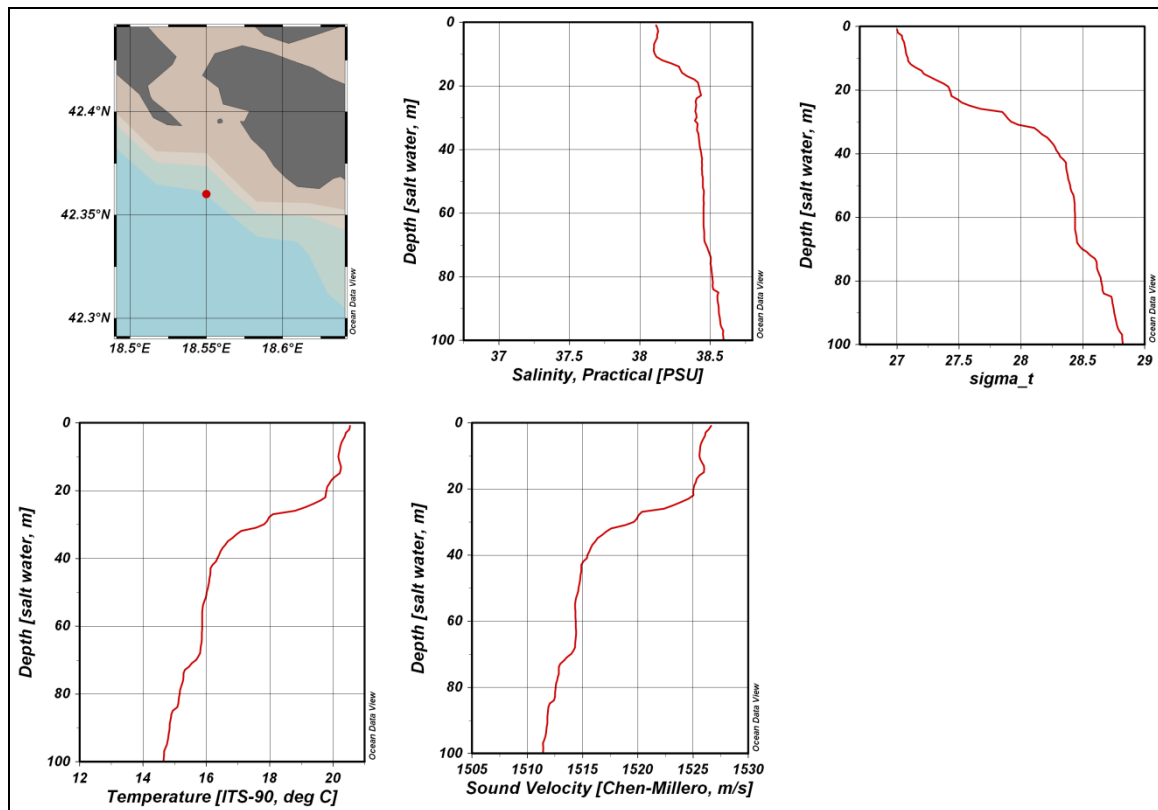 42.4°N
42.35°N
42.3°N
18.5°E 18.55°E 18.6°E
Ocean Data View
0
20
40
60
80
100
Depth [salt water, m]
37 37.5 38 38.5
Salinity, Practical [PSU]
Ocean Data View
0
20
40
60
80
100
Depth [salt water, m]
27 27.5 28 28.5 29
sigma_t
Ocean Data View
0
20
40
60
80
100
Depth [salt water, m]
12 14 16 18 20
Temperature [ITS-90, deg C]
Ocean Data View
0
20
40
60
80
100
Depth [salt water, m]
1505 1510 1515 1520 1525 1530
Sound Velocity [Chen-Millero, m/s]
Ocean Data View